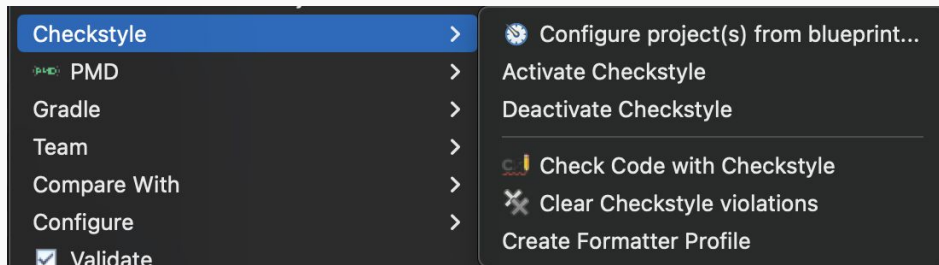 Checkstyle
PMD PMD
Gradle
Team
Compare With
Configure
Validate
Configure project(s) from blueprint...
Activate Checkstyle
Deactivate Checkstyle
Check Code with Checkstyle
Clear Checkstyle violations
Create Formatter Profile